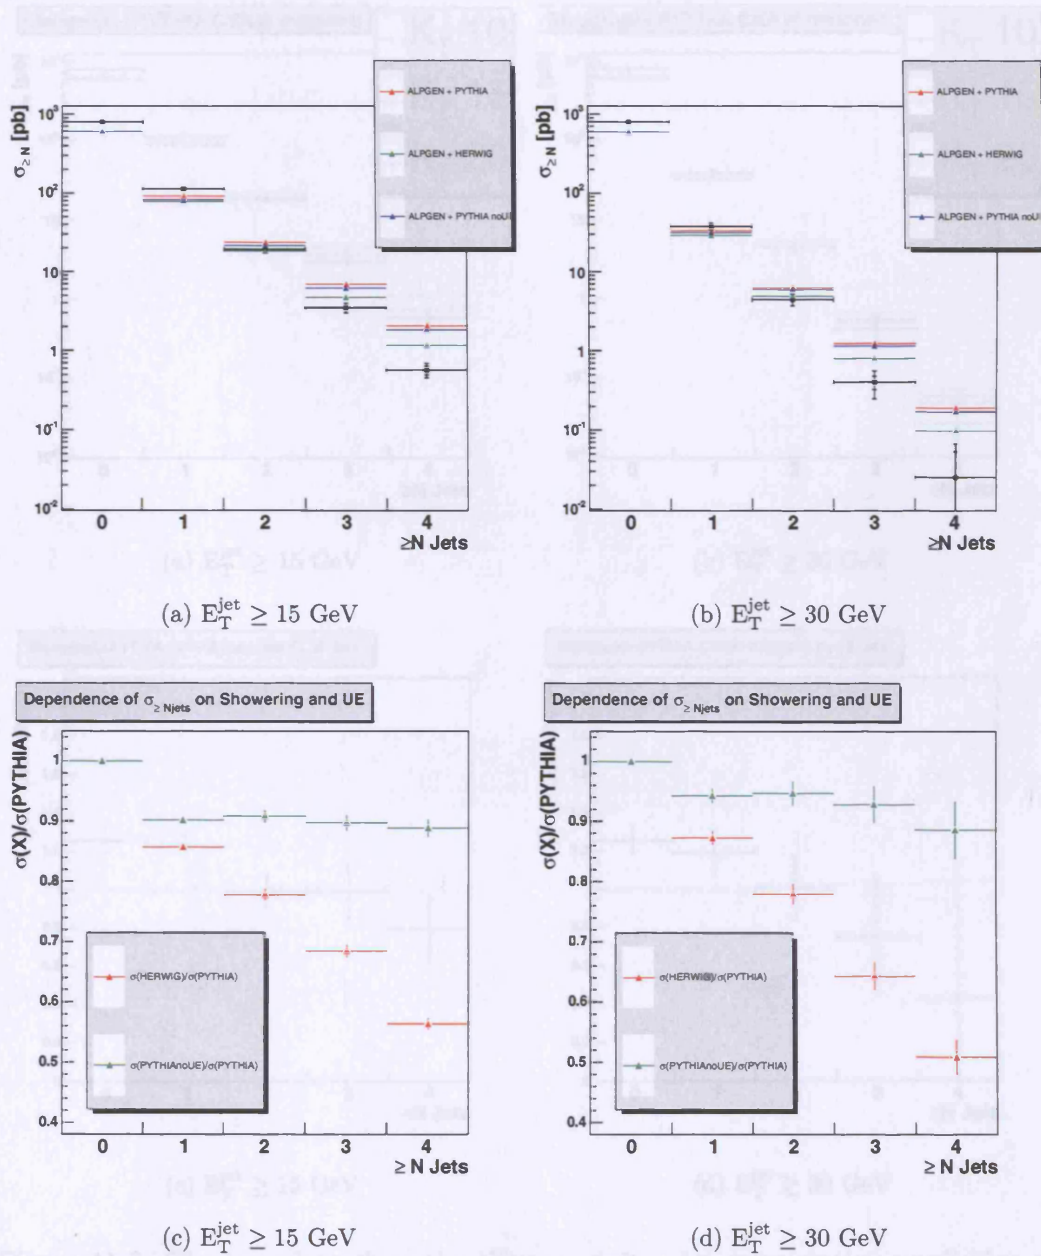 σ≥ N [pb]
10³
10²
10
1
10⁻¹
10⁻²
0 1 2 3 4
≥N Jets
ALPGEN + PYTHIA
ALPGEN + HERWIG
ALPGEN + PYTHIA noU
(a) E_T^jet ≥ 15 GeV
σ≥ N [pb]
10³
10²
10
1
10⁻¹
10⁻²
0 1 2 3 4
≥N Jets
ALPGEN + PYTHIA
ALPGEN + HERWIG
ALPGEN + PYTHIA noU
(b) E_T^jet ≥ 30 GeV
Dependence of σ≥ Njets on Showering and UE
σ(X)/σ(PYTHIA)
1
0.9
0.8
0.7
0.6
0.5
0.4
σ(HERWIG)/σ(PYTHIA)
σ(PYTHIAnoUE)/σ(PYTHIA)
0 1 2 3 4
≥ N Jets
(c) E_T^jet ≥ 15 GeV
Dependence of σ≥ Njets on Showering and UE
σ(X)/σ(PYTHIA)
1
0.9
0.8
0.7
0.6
0.5
0.4
σ(HERWIG)/σ(PYTHIA)
σ(PYTHIAnoUE)/σ(PYTHIA)
0 1 2 3 4
≥ N Jets
(d) E_T^jet ≥ 30 GeV